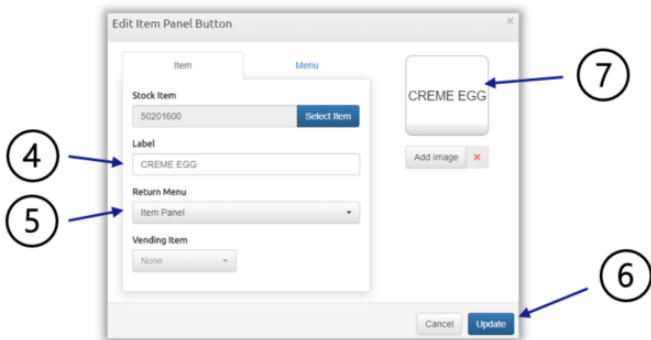 Edit Item Panel Button ×
Item Menu
Stock Item
50201600 Select Item
Label
CREME EGG
Return Menu
Item Panel
Vending Item
None
CREME EGG
Add Image ×
Cancel Update
4
5
6
7